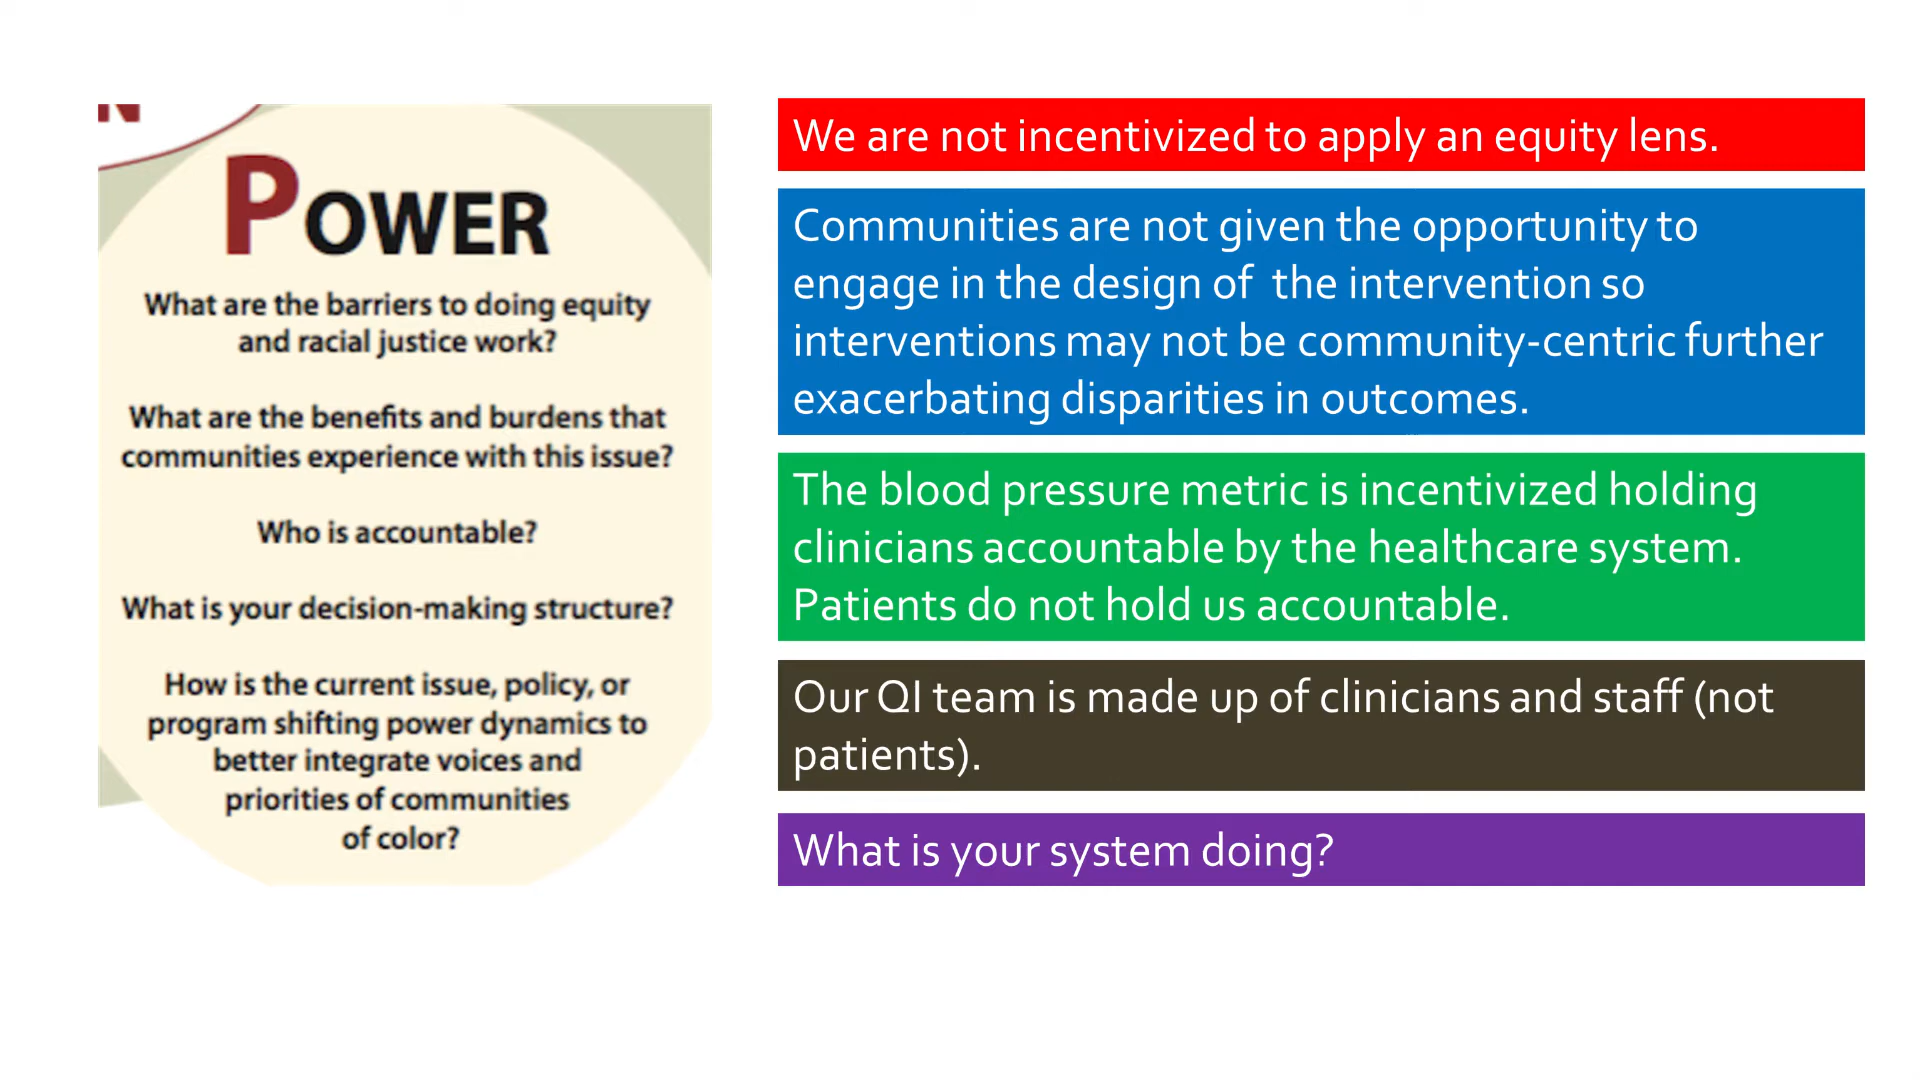 N
POWER
What are the barriers to doing equity
and racial justice work?
What are the benefits and burdens that
communities experience with this issue?
Who is accountable?
What is your decision-making structure?
How is the current issue, policy, or
program shifting power dynamics to
better integrate voices and
priorities of communities
of color?
We are not incentivized to apply an equity lens.
Communities are not given the opportunity to
engage in the design of  the intervention so
interventions may not be community-centric further
exacerbating disparities in outcomes.
The blood pressure metric is incentivized holding
clinicians accountable by the healthcare system.
Patients do not hold us accountable.
Our QI team is made up of clinicians and staff (not
patients).
What is your system doing?